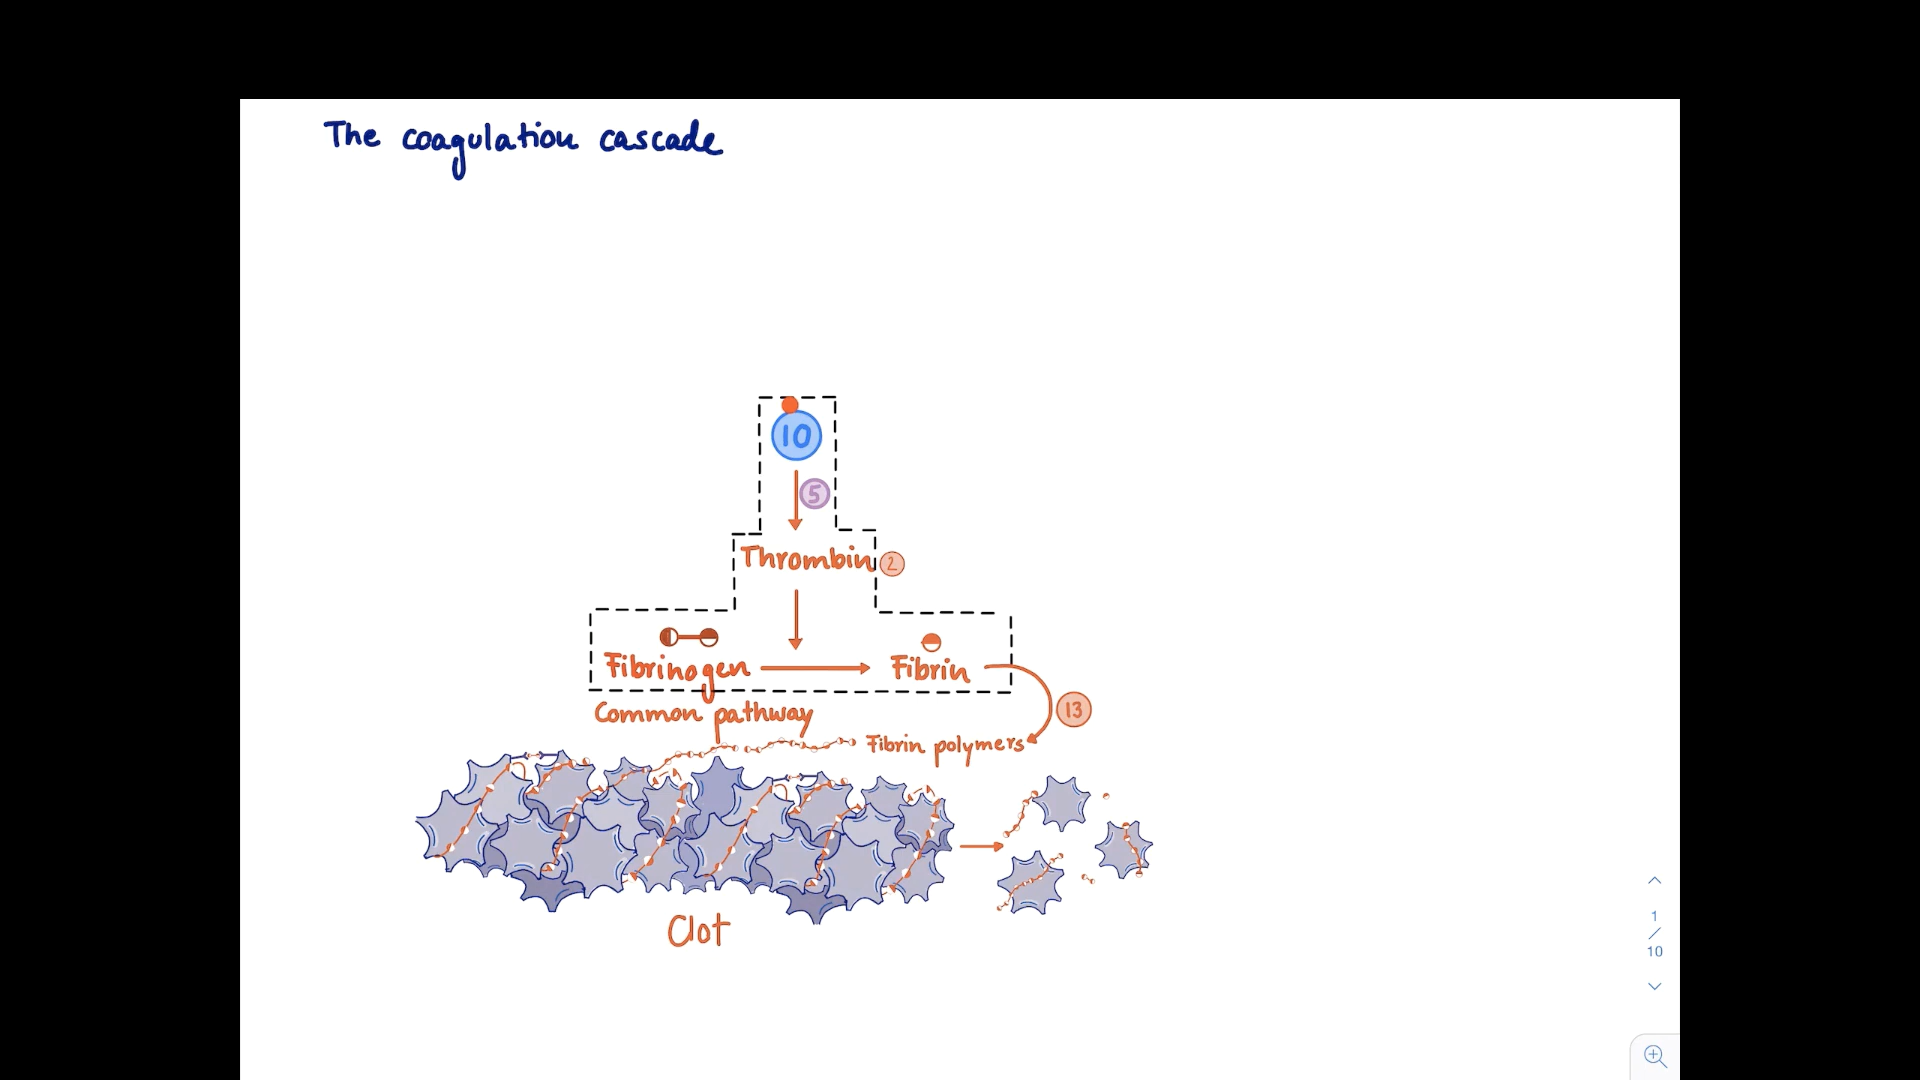 The coagulation cascade
10
5
Thrombin 2
Fibrinogen
Fibrin
Common pathway
13
Fibrin polymers
Clot
1
/
10